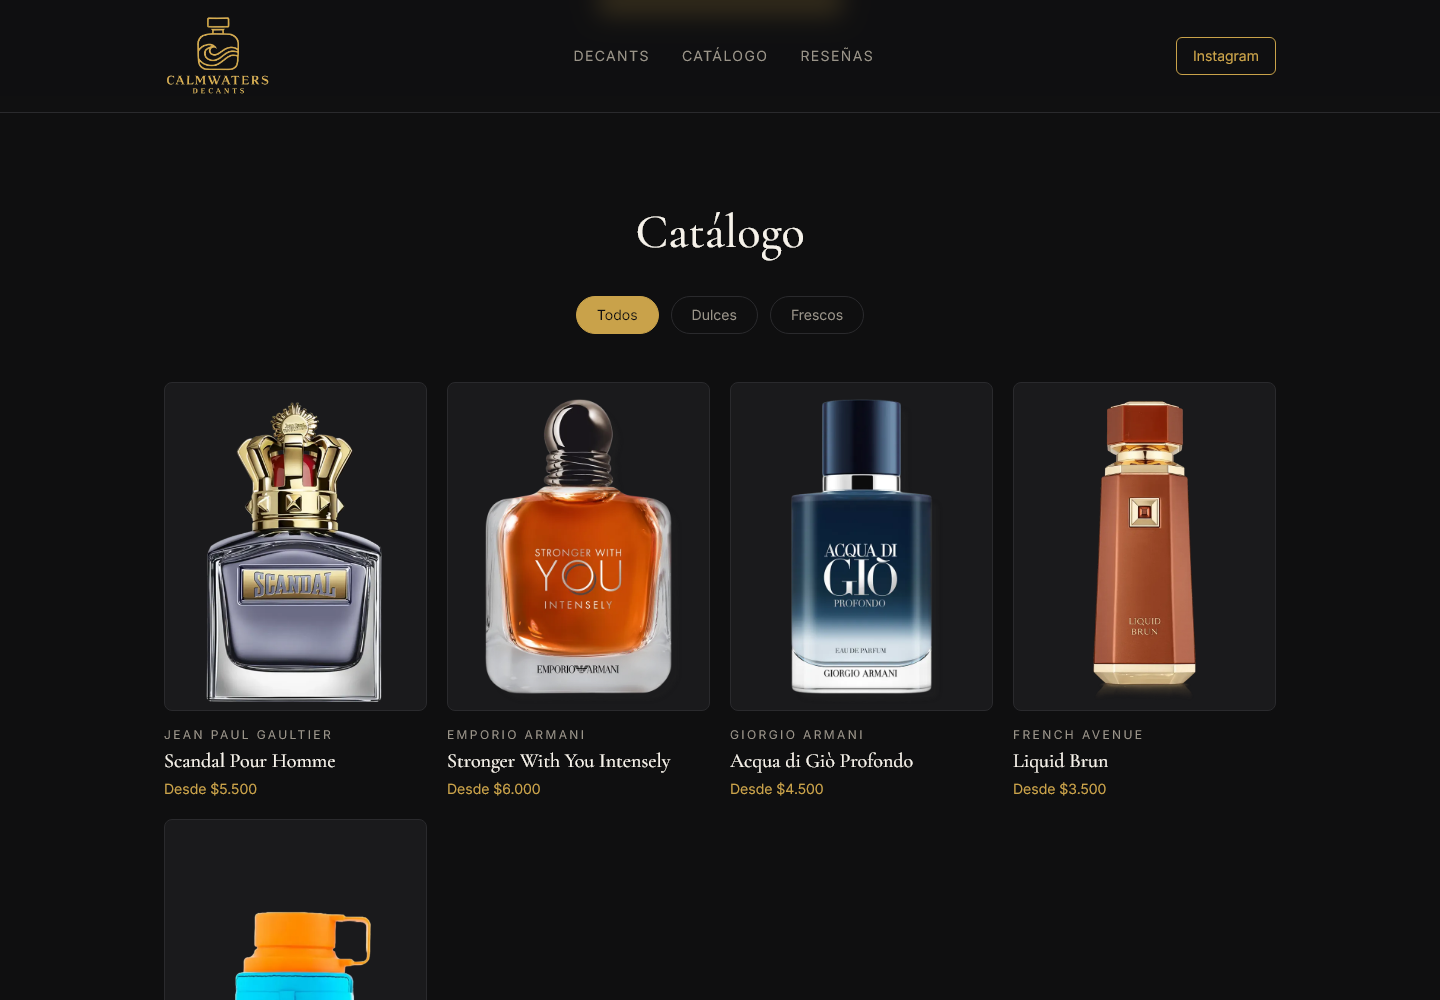 CALMWATERS
DECANTS
DECANTS
CATÁLOGO
RESEÑAS
Instagram
Catálogo
Todos
Dulces
Frescos
SCANDAL
STRONGER WITH
YOU
INTENSELY
EMPORIO ARMANI
ACQUA DI
GIÒ
PROFONDO
EAU DE PARFUM
GIORGIO ARMANI
LIQUID
BRUN
JEAN PAUL GAULTIER
Scandal Pour Homme
Desde $5.500
EMPORIO ARMANI
Stronger With You Intensely
Desde $6.000
GIORGIO ARMANI
Acqua di Giò Profondo
Desde $4.500
FRENCH AVENUE
Liquid Brun
Desde $3.500